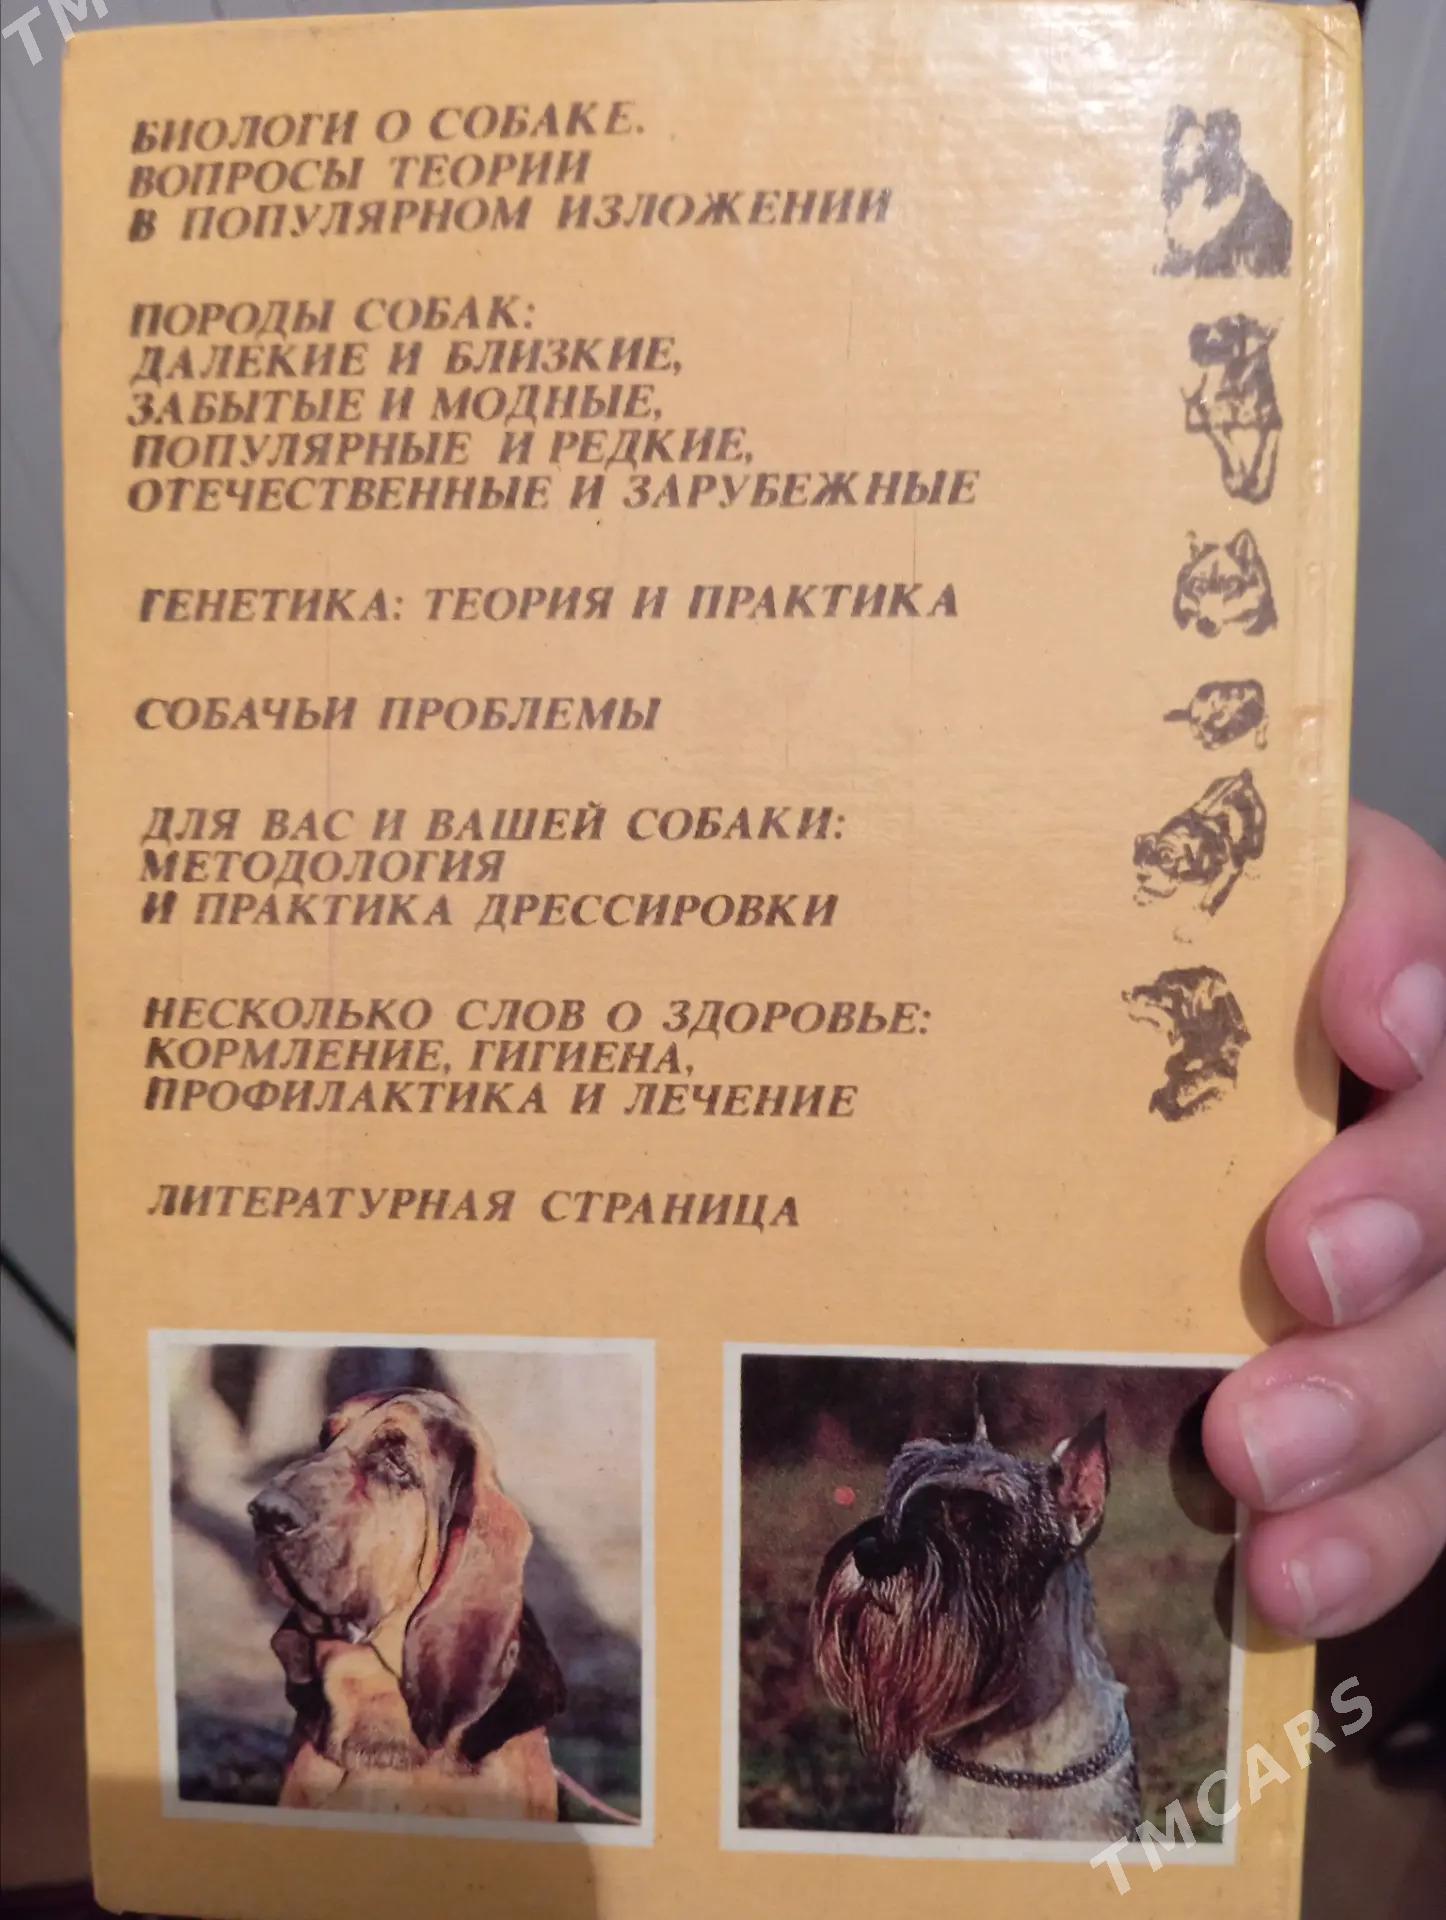 БИОЛОГИ О СОБАКЕ.
ВОПРОСЫ ТЕОРИИ
В ПОПУЛЯРНОМ ИЗЛОЖЕНИИ
ПОРОДЫ СОБАК:
ДАЛЕКИЕ И БЛИЗКИЕ,
ЗАБЫТЫЕ И МОДНЫЕ,
ПОПУЛЯРНЫЕ И РЕДКИЕ,
ОТЕЧЕСТВЕННЫЕ И ЗАРУБЕЖНЫЕ
ГЕНЕТИКА: ТЕОРИЯ И ПРАКТИКА
СОБАЧЬИ ПРОБЛЕМЫ
ДЛЯ ВАС И ВАШЕЙ СОБАКИ:
МЕТОДОЛОГИЯ
И ПРАКТИКА ДРЕССИРОВКИ
НЕСКОЛЬКО СЛОВ О ЗДОРОВЬЕ:
КОРМЛЕНИЕ, ГИГИЕНА,
ПРОФИЛАКТИКА И ЛЕЧЕНИЕ
ЛИТЕРАТУРНАЯ СТРАНИЦА
TMCARS